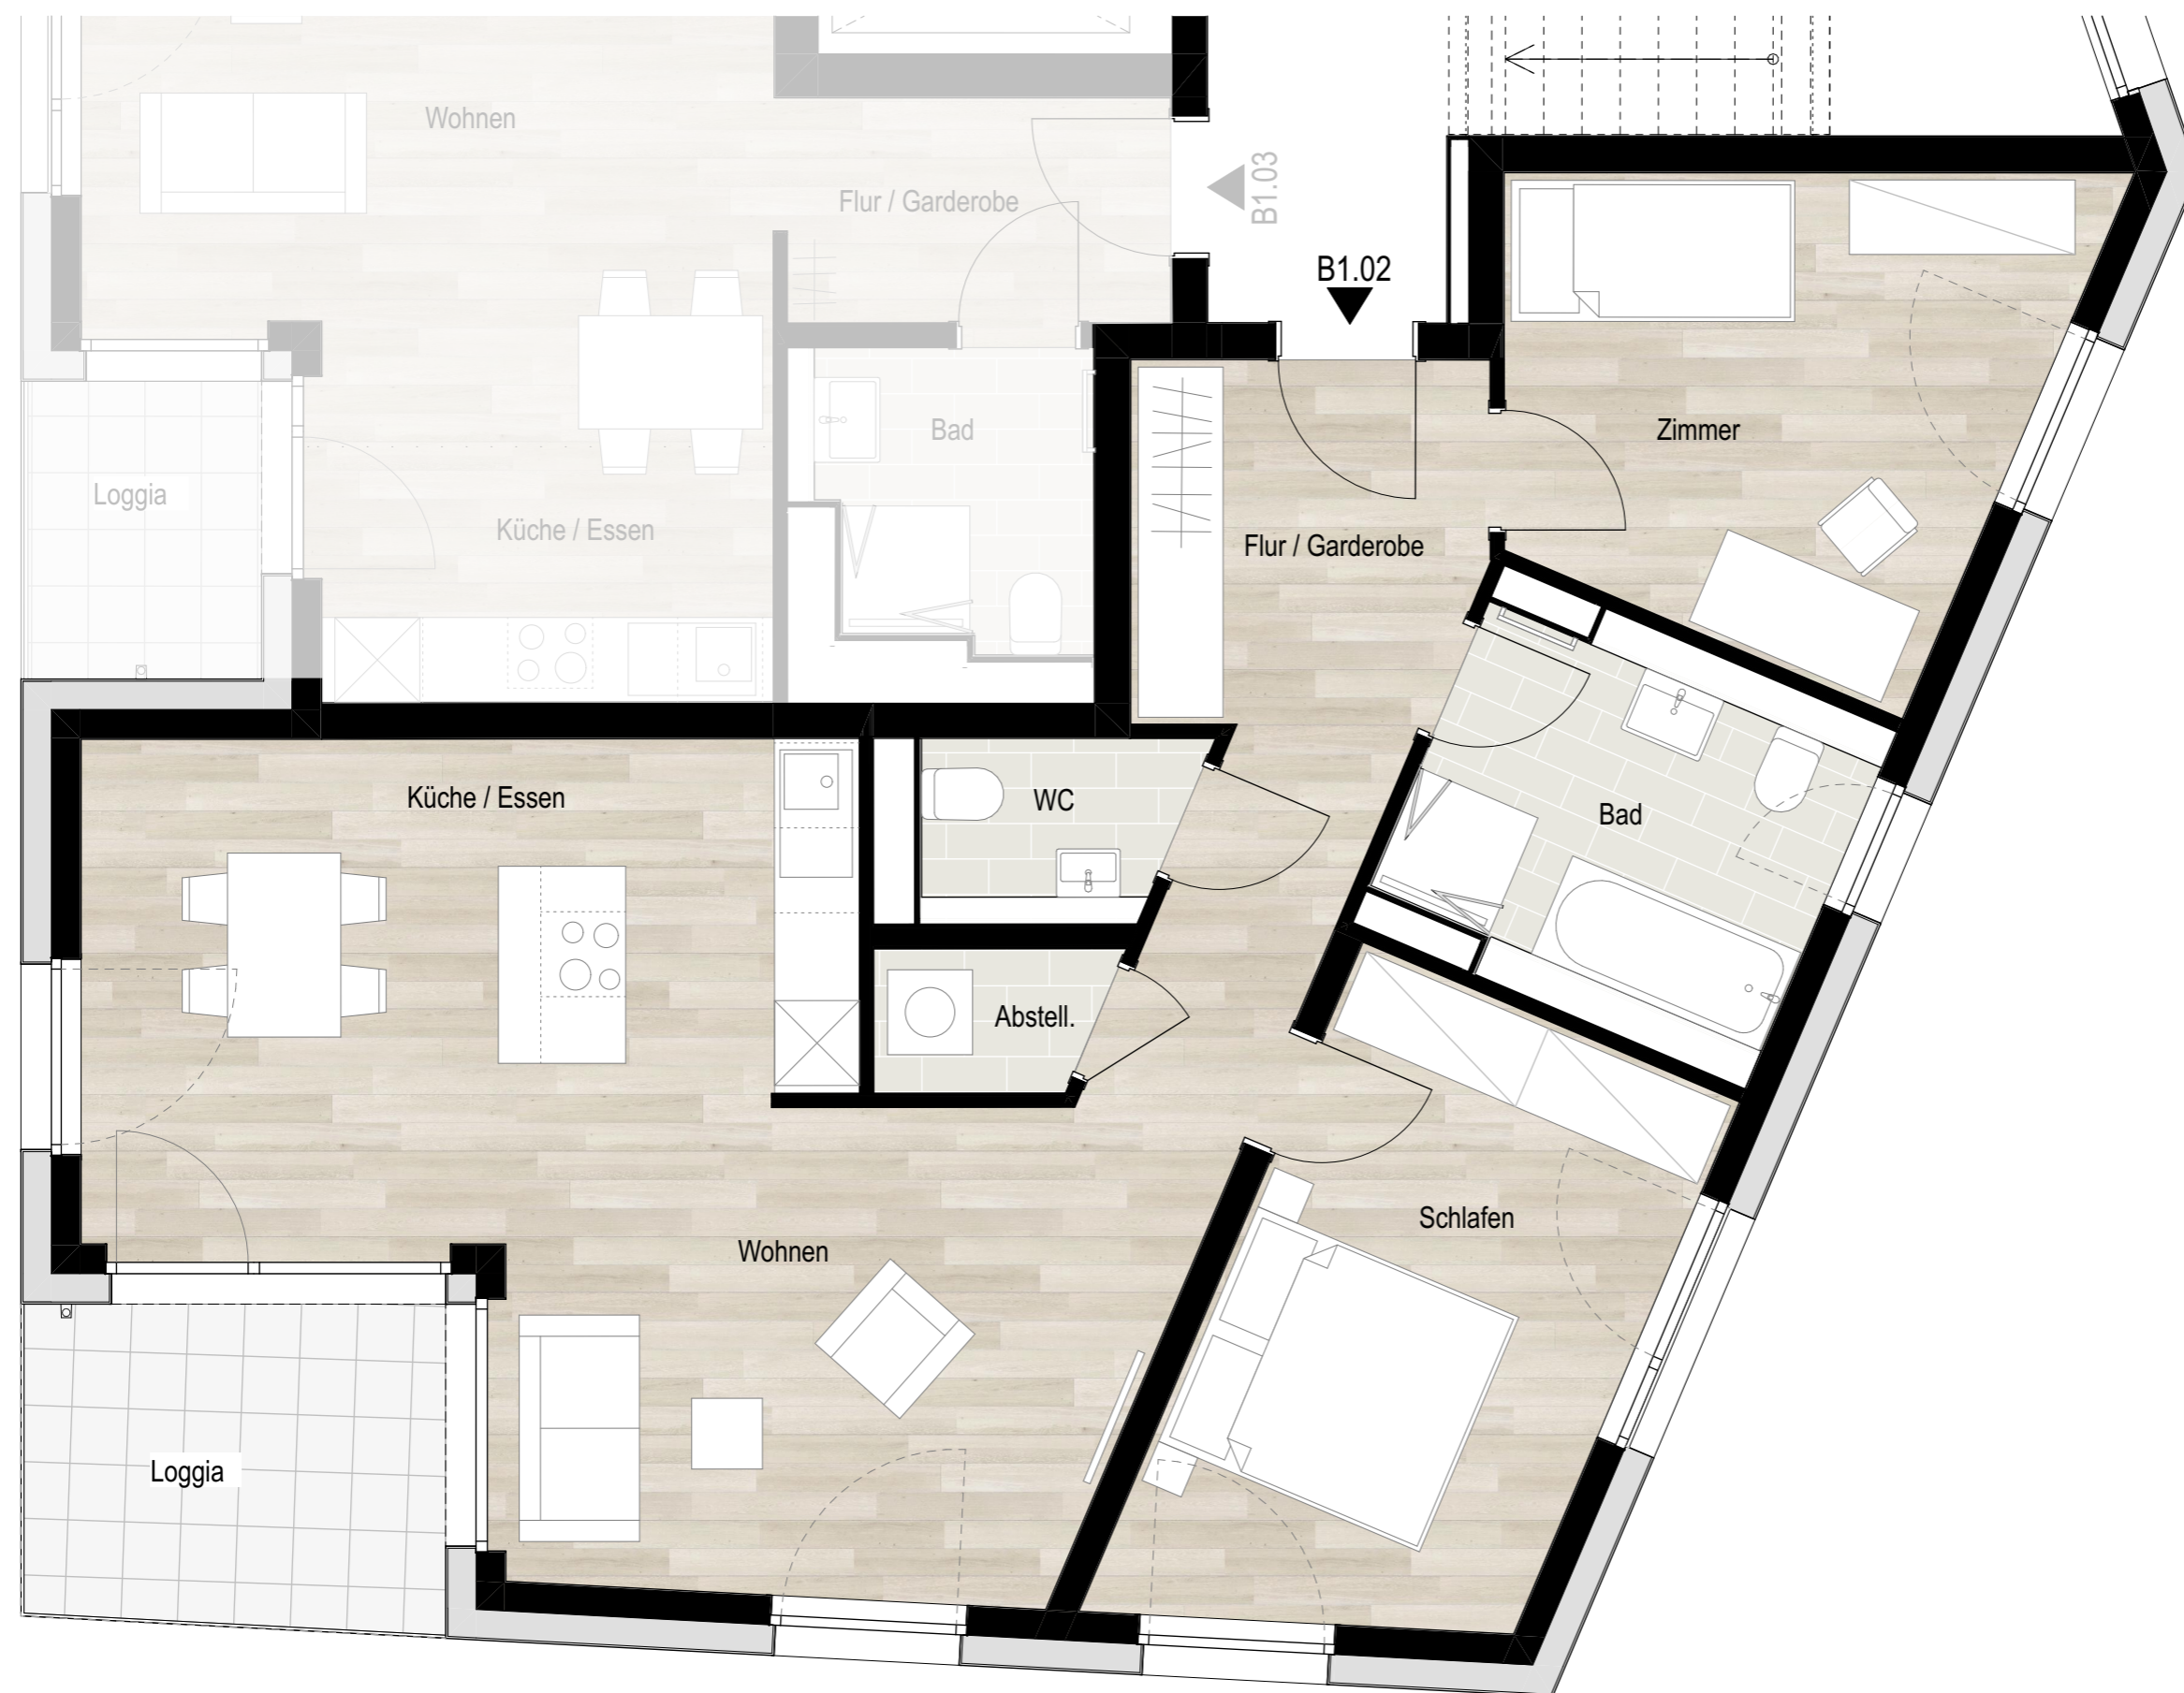 Wohnen
Flur / Garderobe
B1.03
B1.02
Bad
Zimmer
Loggia
Küche / Essen
Flur / Garderobe
Küche / Essen
WC
Bad
Abstell.
Schlafen
Wohnen
Loggia